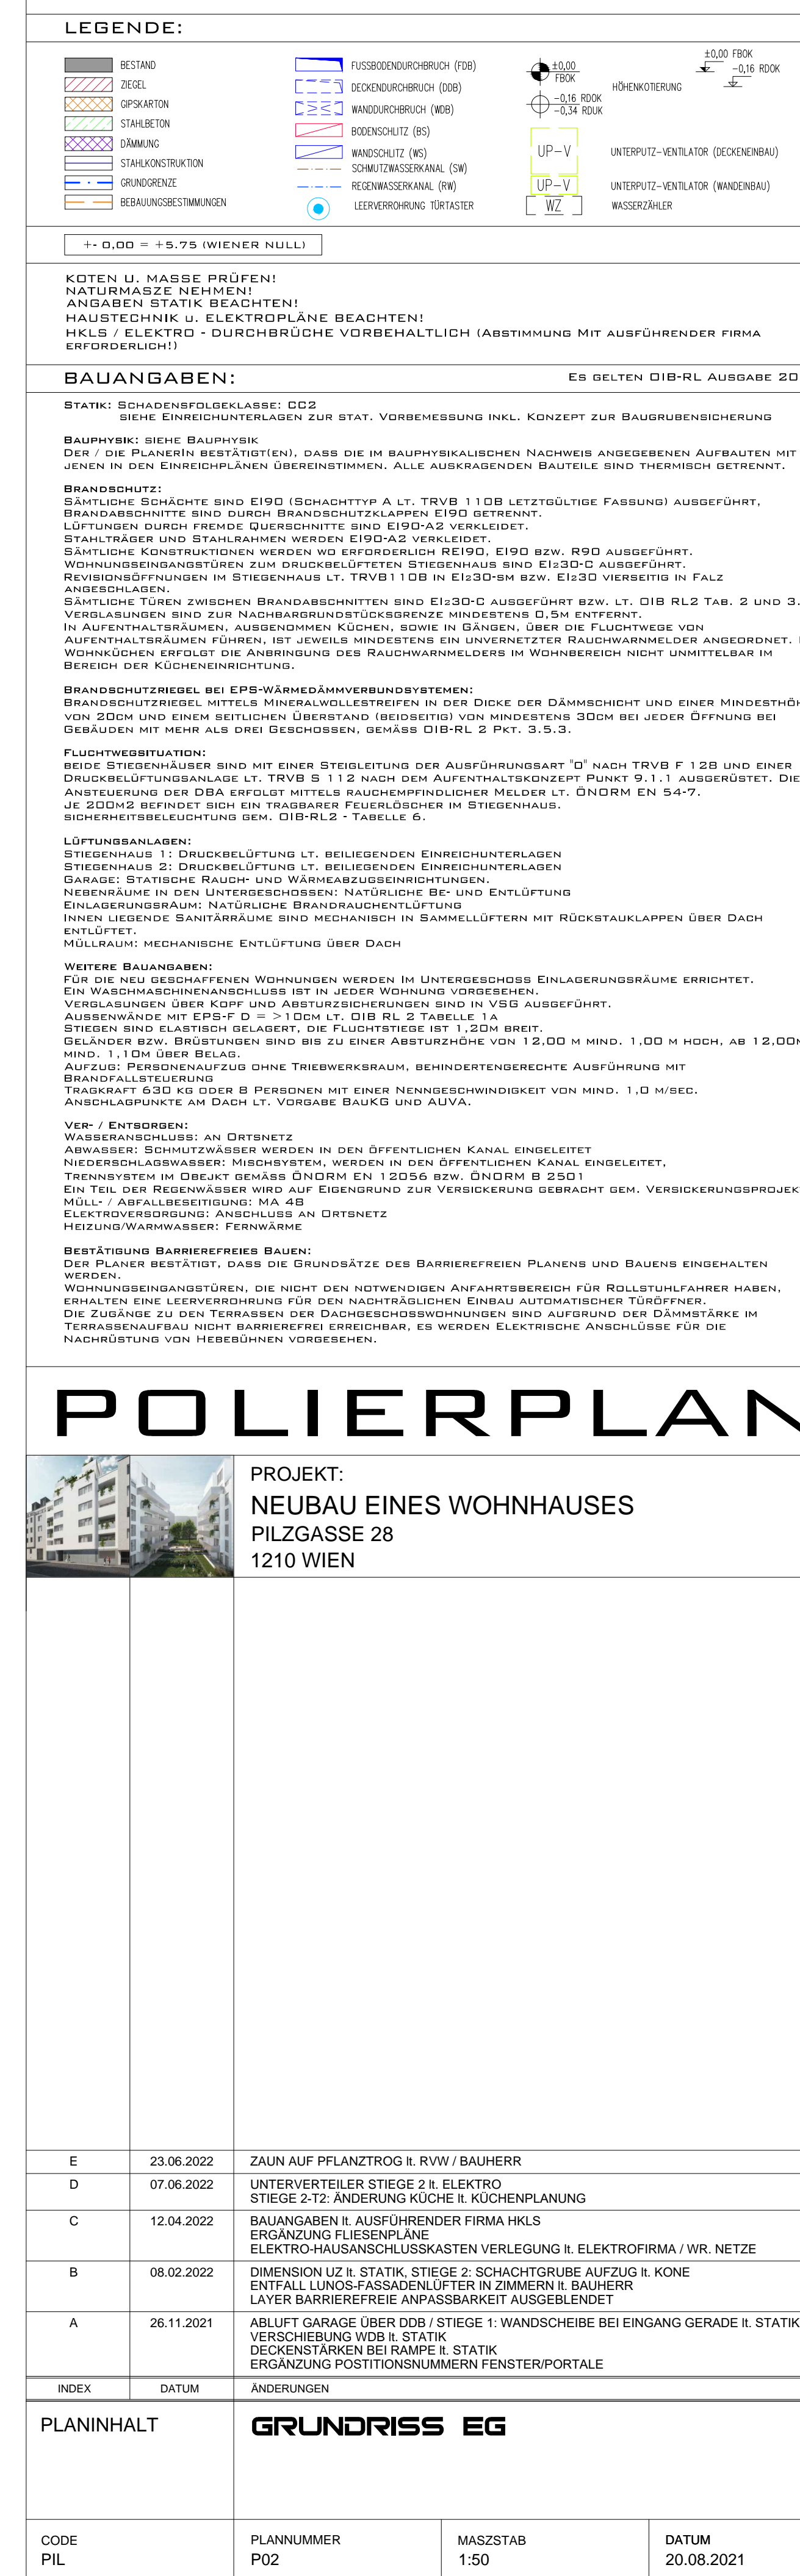 LEGENDE:
BESTAND
ZIEGEL
GIPSKARTON
STAHLBETON
DÄMMUNG
STAHLKONSTRUKTION
GRUNDGRENZE
BEBAUUNGSBESTIMMUNGEN
FUSSBODENDURCHBRUCH (FDB)
DECKENDURCHBRUCH (DDB)
WANDDURCHBRUCH (WDB)
BODENSCHLITZ (BS)
WANDSCHLITZ (WS)
SCHMUTZWASSERKANAL (SW)
REGENWASSERKANAL (RW)
LEERVERROHRUNG TÜRTASTER
±0,00
FBOK
-0,16 RDOK
-0,34 RDUK
HÖHENKOTIERUNG
±0,00 FBOK
-0,16 RDOK
UP-V UNTERPUTZ-VENTILATOR (DECKENEINBAU)
UP-V UNTERPUTZ-VENTILATOR (WANDEINBAU)
WZ WASSERZÄHLER
+- 0,00 = +5.75 (WIENER NULL)
KOTEN U. MASSE PRÜFEN!
NATURMASZE NEHMEN!
ANGABEN STATIK BEACHTEN!
HAUSTECHNIK u. ELEKTROPLÄNE BEACHTEN!
HKLS / ELEKTRO - DURCHBRÜCHE VORBEHALTLICH (Abstimmung Mit ausführender firma
erforderlich!)
BAUANGABEN: Es gelten OIB-RL Ausgabe 20
Statik: Schadensfolgeklasse: CC2
siehe Einreichunterlagen zur stat. Vorbemessung inkl. Konzept zur Baugrubensicherung
Bauphysik: siehe Bauphysik
Der / die PlanerIn bestätigt(en), dass die im bauphysikalischen Nachweis angegebenen Aufbauten mit
jenen in den Einreichplänen übereinstimmen. Alle auskragenden Bauteile sind thermisch getrennt.
Brandschutz:
Sämtliche Schächte sind EI90 (Schachttyp A lt. TRVB 110B letztgültige Fassung) ausgeführt,
Brandabschnitte sind durch Brandschutzklappen EI90 getrennt.
Lüftungen durch fremde Querschnitte sind EI90-A2 verkleidet.
Stahlträger und Stahlrahmen werden EI90-A2 verkleidet.
Sämtliche Konstruktionen werden wo erforderlich REI90, EI90 bzw. R90 ausgeführt.
Wohnungseingangstüren zum druckbelüfteten Stiegenhaus sind EI230-C ausgeführt.
Revisionsöffnungen im Stiegenhaus lt. TRVB110B in EI230-sm bzw. EI230 vierseitig in Falz
angeschlagen.
Sämtliche Türen zwischen Brandabschnitten sind EI230-C ausgeführt bzw. lt. OIB RL2 Tab. 2 und 3.
Verglasungen sind zur Nachbargrundstücksgrenze mindestens 0,5m entfernt.
In Aufenthaltsräumen, ausgenommen Küchen, sowie in Gängen, über die Fluchtwege von
Aufenthaltsräumen führen, ist jeweils mindestens ein unvernetzter Rauchwarnmelder angeordnet.
Wohnküchen erfolgt die Anbringung des Rauchwarnmelders im Wohnbereich nicht unmittelbar im
Bereich der Kücheneinrichtung.
Brandschutzriegel bei EPS-Wärmedämmverbundsystemen:
Brandschutzriegel mittels Mineralwollestreifen in der Dicke der Dämmschicht und einer Mindesthöh
von 20cm und einem seitlichen Überstand (beidseitig) von mindestens 30cm bei jeder Öffnung bei
Gebäuden mit mehr als drei Geschossen, gemäss OIB-RL 2 Pkt. 3.5.3.
Fluchtwegsituation:
beide Stiegenhäuser sind mit einer Steigleitung der Ausführungsart "0" nach TRVB F 128 und einer
Druckbelüftungsanlage lt. TRVB S 112 nach dem Aufenthaltskonzept Punkt 9.1.1 ausgerüstet. Die
Ansteuerung der DBA erfolgt mittels rauchempfindlicher Melder lt. ÖNORM EN 54-7.
Je 200m2 befindet sich ein tragbarer Feuerlöscher im Stiegenhaus.
sicherheitsbeleuchtung gem. OIB-RL2 - Tabelle 6.
Lüftungsanlagen:
Stiegenhaus 1: Druckbelüftung lt. beiliegenden Einreichunterlagen
Stiegenhaus 2: Druckbelüftung lt. beiliegenden Einreichunterlagen
Garage: Statische Rauch- und Wärmeabzugseinrichtungen.
Nebenräume in den Untergeschossen: Natürliche Be- und Entlüftung
EinlagerungsrAum: Natürliche Brandrauchentlüftung
Innen liegende Sanitärräume sind mechanisch in Sammellüftern mit Rückstauklappen über Dach
entlüftet.
Müllraum: mechanische Entlüftung über Dach
Weitere Bauangaben:
Für die neu geschaffenen Wohnungen werden Im Untergeschoss Einlagerungsräume errichtet.
Ein Waschmaschinenanschluss ist in jeder Wohnung vorgesehen.
Verglasungen über Kopf und Absturzsicherungen sind in VSG ausgeführt.
Aussenwände mit EPS-F D = >10cm lt. OIB RL 2 Tabelle 1a
Stiegen sind elastisch gelagert, die Fluchtstiege ist 1,20m breit.
Geländer bzw. Brüstungen sind bis zu einer Absturzhöhe von 12,00 m mind. 1,00 m hoch, ab 12,00m
mind. 1,10m über Belag.
Aufzug: Personenaufzug ohne Triebwerksraum, behindertengerechte Ausführung mit
Brandfallsteuerung
Tragkraft 630 kg oder 8 Personen mit einer Nenngeschwindigkeit von mind. 1,0 m/sec.
Anschlagpunkte am Dach lt. Vorgabe BauKG und AUVA.
Ver- / Entsorgen:
Wasseranschluss: an Ortsnetz
Abwasser: Schmutzwässer werden in den öffentlichen Kanal eingeleitet
Niederschlagswasser: Mischsystem, werden in den öffentlichen Kanal eingeleitet,
Trennsystem im Obejkt gemäss ÖNORM EN 12056 bzw. ÖNORM B 2501
Ein Teil der Regenwässer wird auf Eigengrund zur Versickerung gebracht gem. Versickerungsprojekt
Müll- / Abfallbeseitigung: MA 48
Elektroversorgung: Anschluss an Ortsnetz
Heizung/Warmwasser: Fernwärme
Bestätigung Barrierefreies Bauen:
Der Planer bestätigt, dass die Grundsätze des Barrierefreien Planens und Bauens eingehalten
werden.
Wohnungseingangstüren, die nicht den notwendigen Anfahrtsbereich für Rollstuhlfahrer haben,
erhalten eine Leerverrohrung für den nachträglichen Einbau automatischer Türöffner.
Die Zugänge zu den Terrassen der Dachgeschosswohnungen sind aufgrund der Dämmstärke im
Terrassenaufbau nicht barrierefrei erreichbar, es werden Elektrische Anschlüsse für die
Nachrüstung von Hebebühnen vorgesehen.
POLIERPLAN
PROJEKT:
NEUBAU EINES WOHNHAUSES
PILZGASSE 28
1210 WIEN
E 23.06.2022 ZAUN AUF PFLANZTROG lt. RVW / BAUHERR
D 07.06.2022 UNTERVERTEILER STIEGE 2 lt. ELEKTRO
STIEGE 2-T2: ÄNDERUNG KÜCHE lt. KÜCHENPLANUNG
C 12.04.2022 BAUANGABEN lt. AUSFÜHRENDER FIRMA HKLS
ERGÄNZUNG FLIESENPLÄNE
ELEKTRO-HAUSANSCHLUSSKASTEN VERLEGUNG lt. ELEKTROFIRMA / WR. NETZE
B 08.02.2022 DIMENSION UZ lt. STATIK, STIEGE 2: SCHACHTGRUBE AUFZUG lt. KONE
ENTFALL LUNOS-FASSADENLÜFTER IN ZIMMERN lt. BAUHERR
LAYER BARRIEREFREIE ANPASSBARKEIT AUSGEBLENDET
A 26.11.2021 ABLUFT GARAGE ÜBER DDB / STIEGE 1: WANDSCHEIBE BEI EINGANG GERADE lt. STATIK
VERSCHIEBUNG WDB lt. STATIK
DECKENSTÄRKEN BEI RAMPE lt. STATIK
ERGÄNZUNG POSTITIONSNUMMERN FENSTER/PORTALE
INDEX DATUM ÄNDERUNGEN
PLANINHALT GRUNDRISS EG
CODE PLANNUMMER MASZSTAB DATUM
PIL P02 1:50 20.08.2021